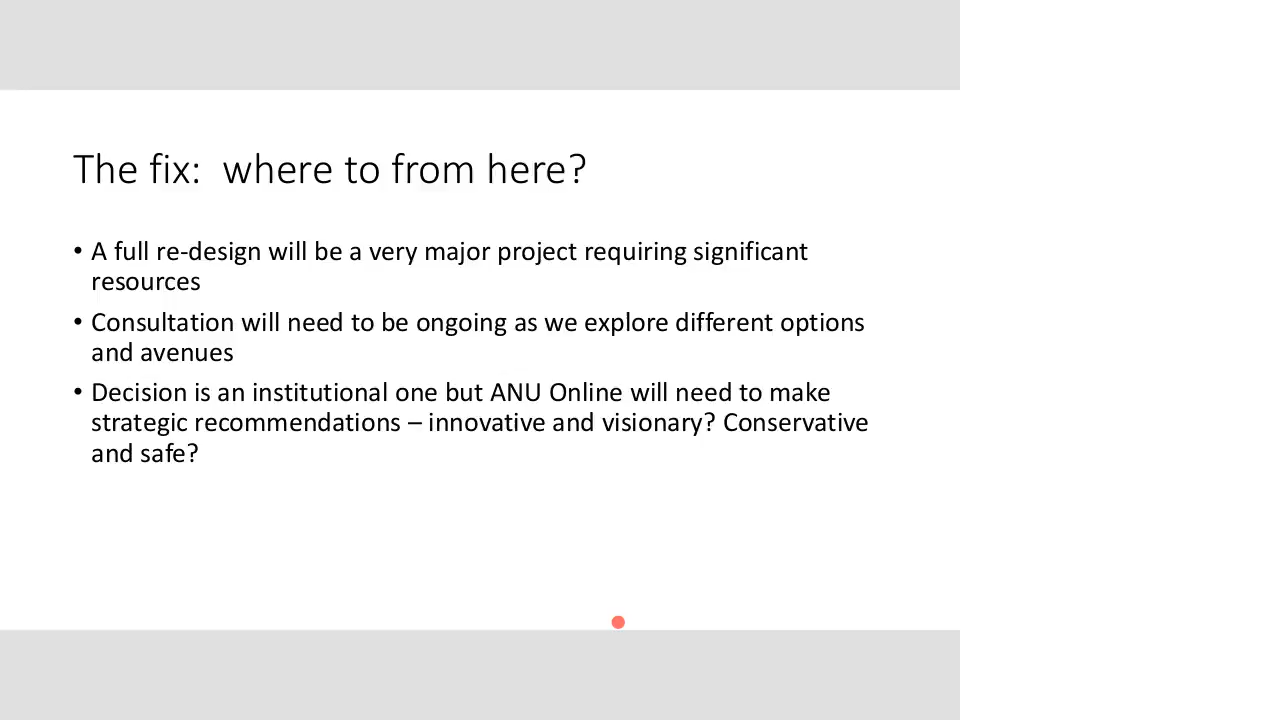 The fix:  where to from here?
• A full re-design will be a very major project requiring significant
resources
• Consultation will need to be ongoing as we explore different options
and avenues
• Decision is an institutional one but ANU Online will need to make
strategic recommendations – innovative and visionary? Conservative
and safe?